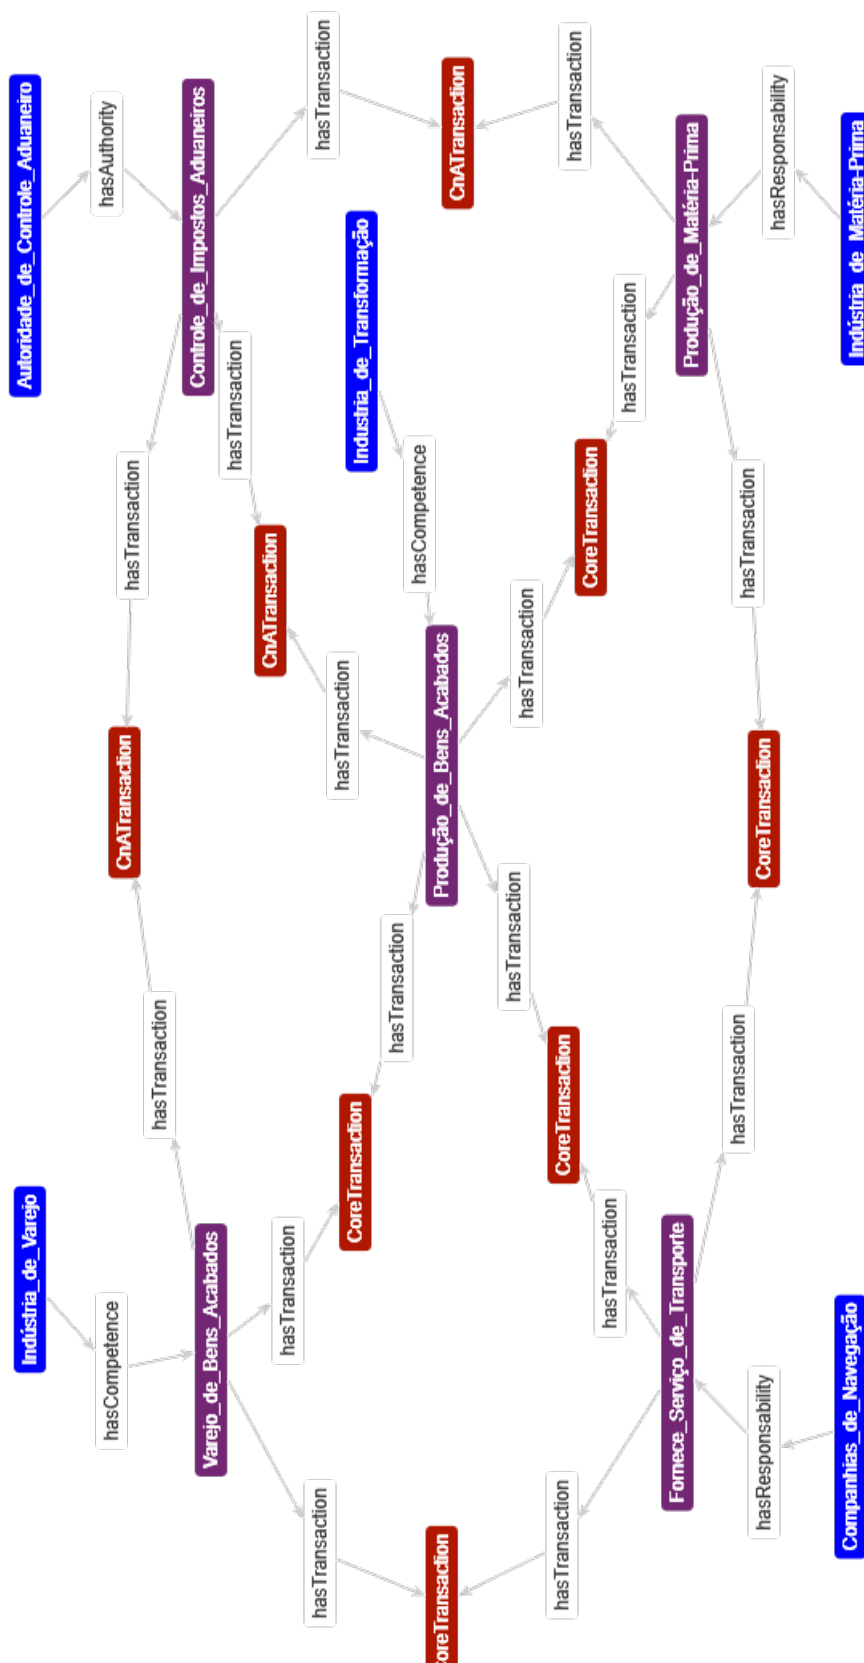 Indústria_de_Varejo
Autoridade_de_Controle_Aduaneiro
hasCompetence
hasAuthority
CnATransaction
hasTransaction
hasTransaction
Varejo_de_Bens_Acabados
Controle_de_Impostos_Aduaneiros
hasTransaction
CnATransaction
hasTransaction
hasTransaction
hasTransaction
hasTransaction
CoreTransaction
Industria_de_Transformação
hasTransaction
hasCompetence
CoreTransaction
Produção_de_Bens_Acabados
CnATransaction
hasTransaction
hasTransaction
hasTransaction
CoreTransaction
hasTransaction
CoreTransaction
hasTransaction
hasTransaction
Fornece_Serviço_de_Transporte
Produção_de_Matéria-Prima
hasTransaction
hasTransaction
hasResponsability
CoreTransaction
hasResponsability
Companhias_de_Navegação
Indústria_de_Matéria-Prima